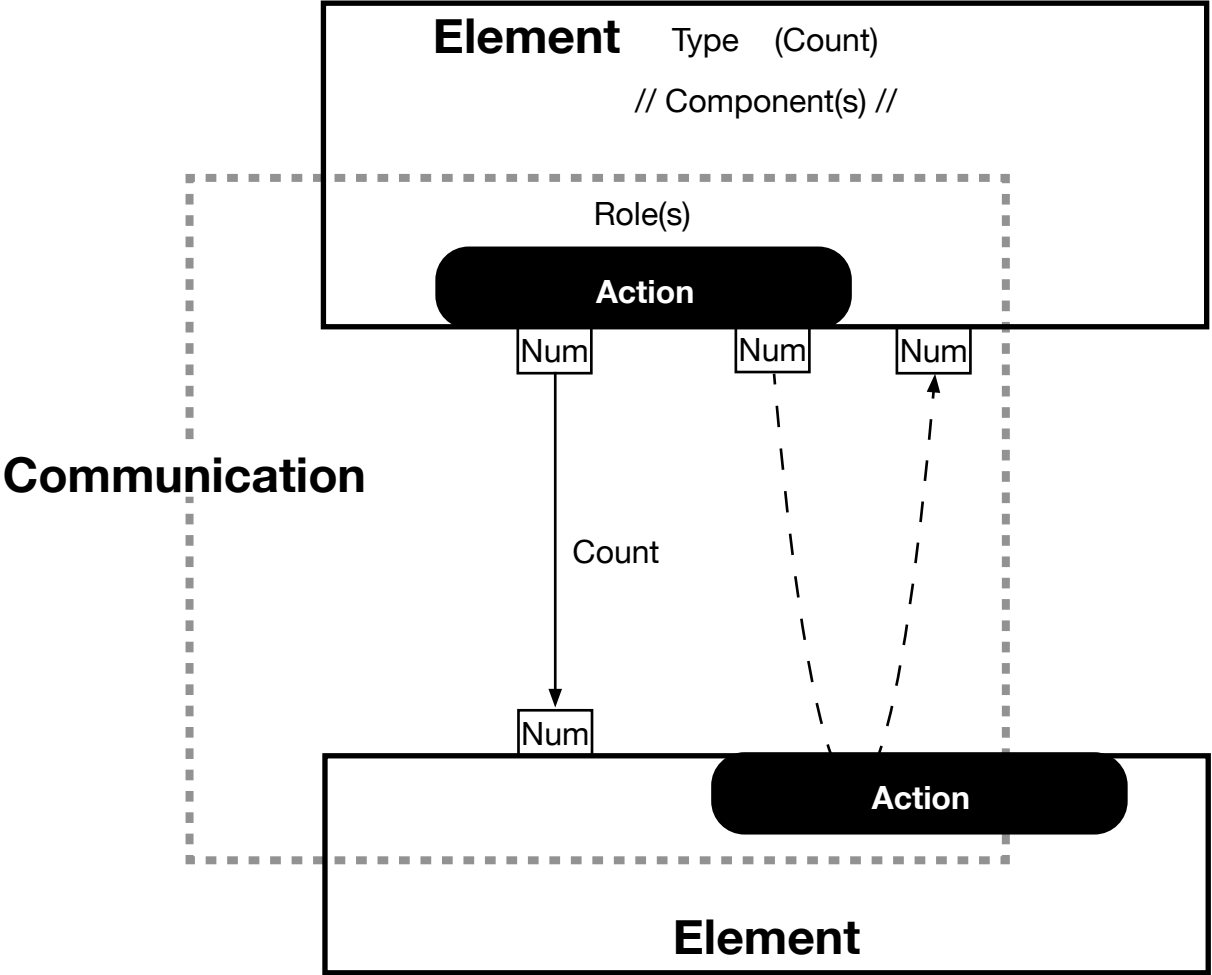 Element Type (Count)
// Component(s) //
Role(s)
Action
Num Num Num
Communication
Count
Num
Action
Element